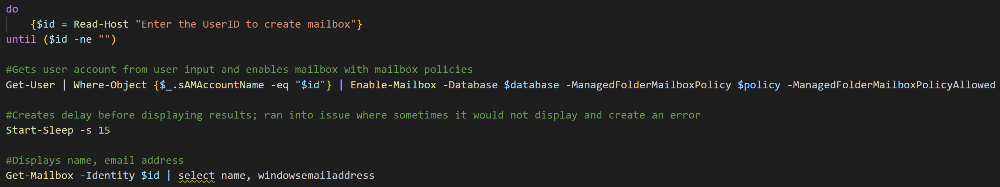 do
    {$id = Read-Host "Enter the UserID to create mailbox"}
until ($id -ne "")

#Gets user account from user input and enables mailbox with mailbox policies
Get-User | Where-Object {$_.sAMAccountName -eq "$id"} | Enable-Mailbox -Database $database -ManagedFolderMailboxPolicy $policy -ManagedFolderMailboxPolicyAllowed

#Creates delay before displaying results; ran into issue where sometimes it would not display and create an error
Start-Sleep -s 15

#Displays name, email address
Get-Mailbox -Identity $id | select name, windowsemailaddress